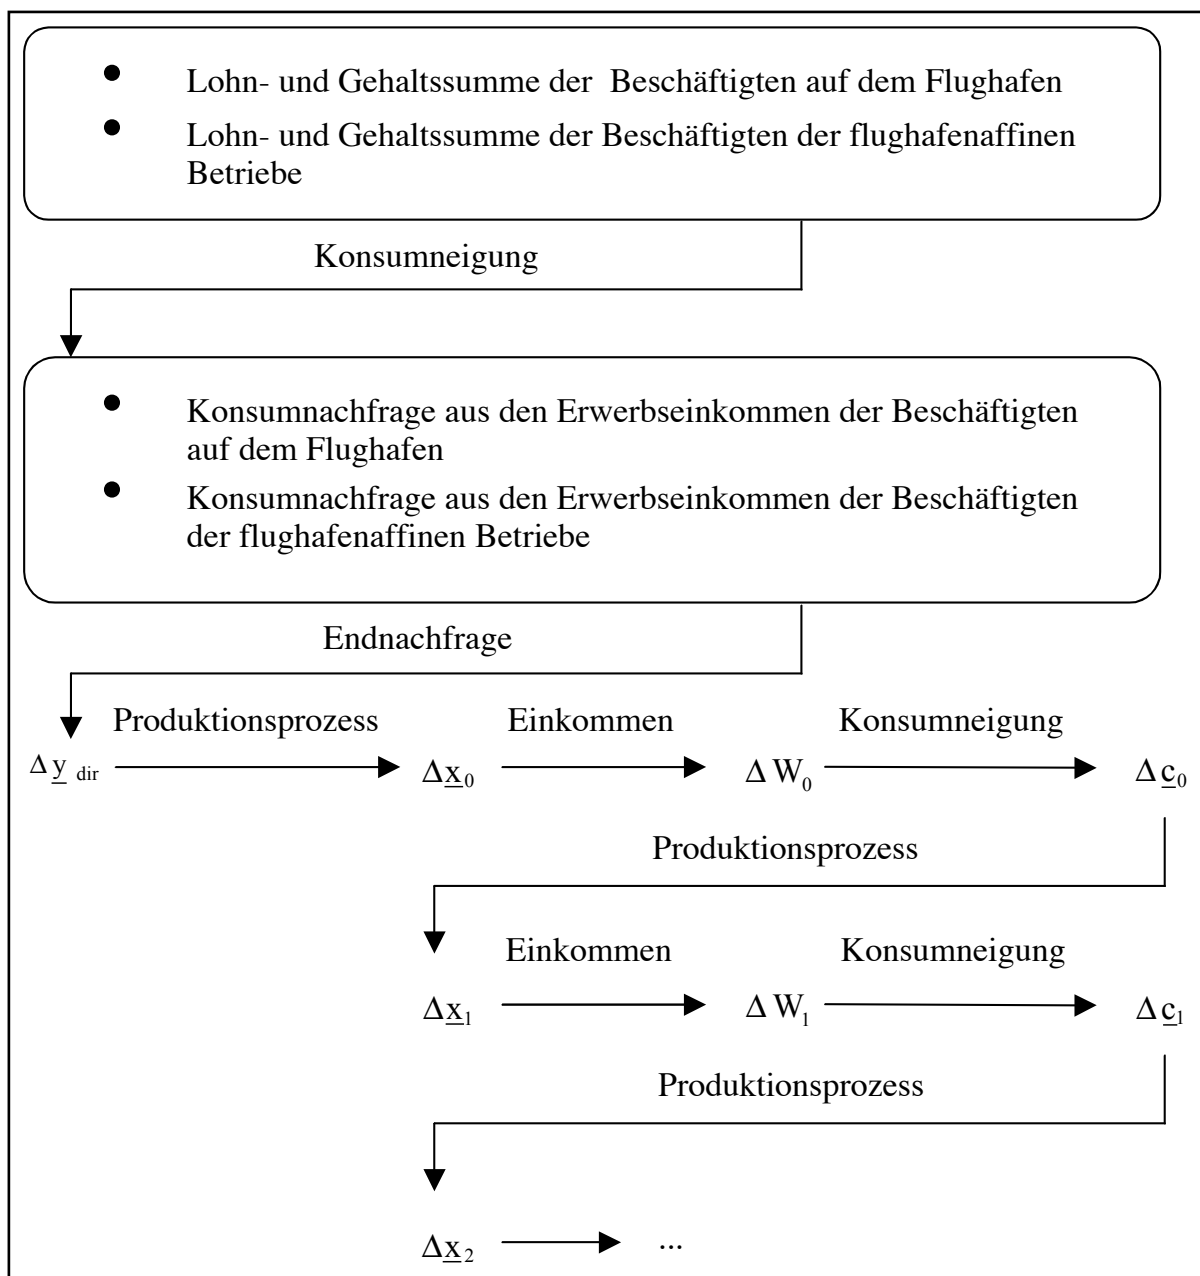 • Lohn- und Gehaltssumme der Beschäftigten auf dem Flughafen
• Lohn- und Gehaltssumme der Beschäftigten der flughafenaffinen
Betriebe
Konsumneigung
• Konsumnachfrage aus den Erwerbseinkommen der Beschäftigten
auf dem Flughafen
• Konsumnachfrage aus den Erwerbseinkommen der Beschäftigten
der flughafenaffinen Betriebe
Endnachfrage
Produktionsprozess Einkommen Konsumneigung
Δy dir Δx0 ΔW0 Δc0
Produktionsprozess
Einkommen Konsumneigung
Δx1 ΔW1 Δc1
Produktionsprozess
Δx2 ...